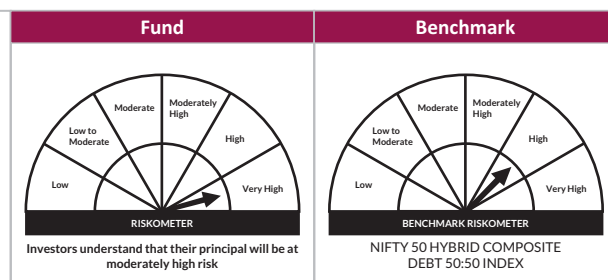 Fund
Benchmark
Low
Low to
Moderate
Moderate
Moderately
High
High
Very High
RISKOMETER
Investors understand that their principal will be at
moderately high risk
Low
Low to
Moderate
Moderate
Moderately
High
High
Very High
BENCHMARK RISKOMETER
NIFTY 50 HYBRID COMPOSITE
DEBT 50:50 INDEX